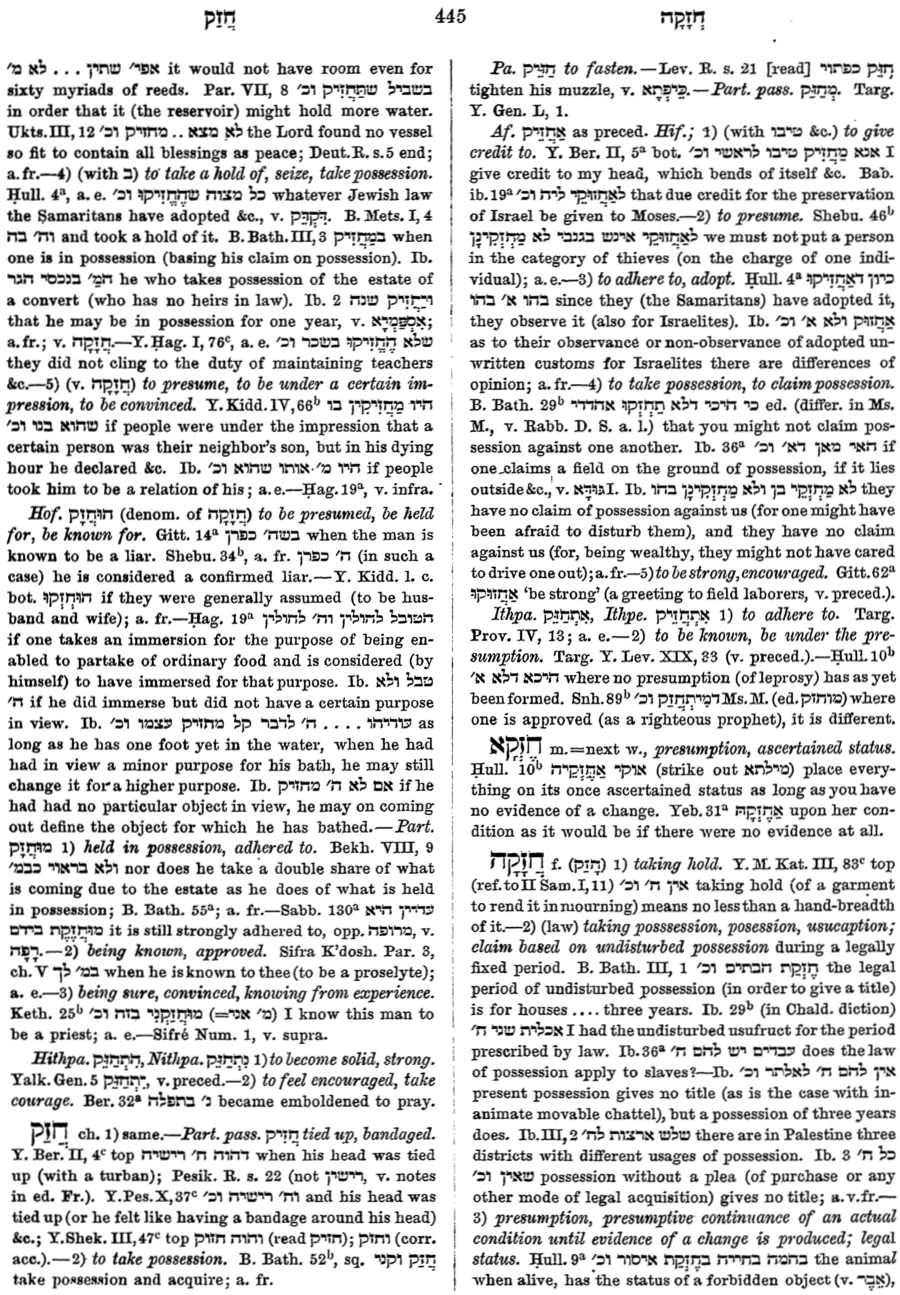 חֲזַק 445 חֲזָקָה
אפי׳ שתין ... לא מ׳ it would not have room even for
sixty myriads of reeds. Par. VII, 8 בשביל שתַּחֲזִיק וכ׳
in order that it (the reservoir) might hold more water.
Ukts. III, 12 לא מצא .. מחזיק וכ׳ the Lord found no vessel
so fit to contain all blessings as peace; Deut. R. s. 5 end;
a. fr.—4) (with ב) to take a hold of, seize, take possession.
Ḥull. 4ᵃ, a. e. כל מצוה שהֶחֱזִיקוּ וכ׳ whatever Jewish law
the Samaritans have adopted &c., v. דִּקְדֵּק. B. Mets. I, 4
וה׳ בה and took a hold of it. B. Bath. III, 3 במַחֲזִיק when
one is in possession (basing his claim on possession). Ib.
המ׳ בנכסי הגר he who takes possession of the estate of
a convert (who has no heirs in law). Ib. 2 ויַחֲזִיק שנה
that he may be in possession for one year, v. אַסְפַּמְיָא;
a. fr.; v. חֲזָקָה.—Y. Hag. I, 76ᶜ, a. e. שלא הֶחֱזִיקוּ בשכר וכ׳
they did not cling to the duty of maintaining teachers
&c.—5) (v. חֲזָקָה) to presume, to be under a certain im-
pression, to be convinced. Y. Kidd. IV, 66ᵇ היו מַחֲזִיקִין בו
שהוא בנו וכ׳ if people were under the impression that a
certain person was their neighbor's son, but in his dying
hour he declared &c. Ib. היו מ׳ אותו שהוא וכ׳ if people
took him to be a relation of his; a. e.—Hag. 19ᵃ, v. infra.
Hof. הוּחְזַק (denom. of חֲזָקָה) to be presumed, be held
for, be known for. Gitt. 14ᵃ בשה׳ כפרן when the man is
known to be a liar. Shebu. 34ᵇ, a. fr. ה׳ כפרן (in such a
case) he is considered a confirmed liar.—Y. Kidd. l. c.
bot. הוּחְזְקוּ if they were generally assumed (to be hus-
band and wife); a. fr.—Ḥag. 19ᵃ הטובל לחולין וה׳ לחולין
if one takes an immersion for the purpose of being en-
abled to partake of ordinary food and is considered (by
himself) to have immersed for that purpose. Ib. טבל ולא
ה׳ if he did immerse but did not have a certain purpose
in view. Ib. עודיהו .... ה׳ לדבר קל מחזיק עצמו וכ׳ as
long as he has one foot yet in the water, when he had
had in view a minor purpose for his bath, he may still
change it for a higher purpose. Ib. אם לא ה׳ מחזיק if he
had had no particular object in view, he may on coming
out define the object for which he has bathed.—Part.
מוּחְזָק 1) held in possession, adhered to. Bekh. VIII, 9
ולא בראוי כבמ׳ nor does he take a double share of what
is coming due to the estate as he does of what is held
in possession; B. Bath. 55ᵃ; a. fr.—Sabb. 130ᵃ עדיין היא
מוּחְזֶקֶת בידם it is still strongly adhered to, opp. מרופה, v.
רָפָה.—2) being known, approved. Sifra K'dosh. Par. 3,
ch. V במ׳ לך when he is known to thee (to be a proselyte);
a. e.—3) being sure, convinced, knowing from experience.
Keth. 25ᵇ מוּחְזְקַנִי בזה וכ׳ (=מ׳ אני) I know this man to
be a priest; a. e.—Sifré Num. 1, v. supra.
Hithpa. הִתְחַזֵּק, Nithpa. נִתְחַזֵּק 1) to become solid, strong.
Yalk. Gen. 5 יִתְחַזֵּק, v. preced.—2) to feel encouraged, take
courage. Ber. 32ᵃ נ׳ בתפלה became emboldened to pray.
חֲזַק ch. 1) same.—Part. pass. חֲזִיק tied up, bandaged.
Y. Ber. II, 4ᶜ top דהוה ח׳ רישיה when his head was tied
up (with a turban); Pesik. R. s. 22 (not רישין, v. notes
in ed. Fr.). Y. Pes. X, 37ᶜ וח׳ רישיה וכ׳ and his head was
tied up (or he felt like having a bandage around his head)
&c.; Y. Shek. III, 47ᶜ top והוה חזוק (read חזיק); וחזק (corr.
acc.).—2) to take possession. B. Bath. 52ᵇ, sq. חֲזַק וקני
take possession and acquire; a. fr.
Pa. חַזִּיק to fasten.—Lev. R. s. 21 [read] חַזֵּק כפתורי
tighten his muzzle, v. פֵּיפְתָא.—Part. pass. מְחַזַּק. Targ.
Y. Gen. L, 1.
Af. אַחֲזִיק as preced. Hif.; 1) (with טיבו &c.) to give
credit to. Y. Ber. II, 5ᵃ bot. אנא מַחֲזִיק טיבו לראשי וכ׳ I
give credit to my head, which bends of itself &c. Bab.
ib. 19ᵃ לאַחֲזוּקֵי ליה וכ׳ that due credit for the preservation
of Israel be given to Moses.—2) to presume. Shebu. 46ᵇ
לאַחֲזוּקֵי אינש בגנבי לא מַחְזְקִינָן we must not put a person
in the category of thieves (on the charge of one indi-
vidual); a. e.—3) to adhere to, adopt. Ḥull. 4ᵃ כיון דאַחֲזִיקוּ
בהו א׳ בהו since they (the Samaritans) have adopted it,
they observe it (also for Israelites). Ib. אַחֲזוּק ולא א׳ וכ׳
as to their observance or non-observance of adopted un-
written customs for Israelites there are differences of
opinion; a. fr.—4) to take possession, to claim possession.
B. Bath. 29ᵇ כי היכי דלא תַּחְזְקוּ אהדדי ed. (differ. in Ms.
M., v. Rabb. D. S. a. l.) that you might not claim pos-
session against one another. Ib. 36ᵃ האי מאן דא׳ וכ׳ if
one claims a field on the ground of possession, if it lies
outside &c., v. גּוּדָּא I. Ib. לא מַחְזְקֵי בן ולא מַחְזְקִינָן בהו they
have no claim of possession against us (for one might have
been afraid to disturb them), and they have no claim
against us (for, being wealthy, they might not have cared
to drive one out); a. fr.—5) to be strong, encouraged. Gitt. 62ᵃ
אַחֲזוּקוּ 'be strong' (a greeting to field laborers, v. preced.).
Ithpa. אִתְחַזַּק, Ithpe. אִתְחֲזִיק 1) to adhere to. Targ.
Prov. IV, 13; a. e.—2) to be known, be under the pre-
sumption. Targ. Y. Lev. XIX, 33 (v. preced.).—Ḥull. 10ᵇ
היכא דלא א׳ where no presumption (of leprosy) has as yet
been formed. Snh. 89ᵇ דמִיתְחֲזַק וכ׳ Ms. M. (ed. מוחזק) where
one is approved (as a righteous prophet), it is different.
חֲזָקָא m.=next w., presumption, ascertained status.
Ḥull. 10ᵇ אוקי אַחֲזָקֵיה (strike out מילתא) place every-
thing on its once ascertained status as long as you have
no evidence of a change. Yeb. 31ᵃ אַחֲזָקָהּ upon her con-
dition as it would be if there were no evidence at all.
חֲזָקָה f. (חָזַק) 1) taking hold. Y. M. Kat. III, 83ᶜ top
(ref. to II Sam. I, 11) אין ח׳ וכ׳ taking hold (of a garment
to rend it in mourning) means no less than a hand-breadth
of it.—2) (law) taking posssession, posession, usucaption;
claim based on undisturbed possession during a legally
fixed period. B. Bath. III, 1 חֶזְקַת הבתים וכ׳ the legal
period of undisturbed possession (in order to give a title)
is for houses .... three years. Ib. 29ᵇ (in Chald. diction)
אכלית שני ח׳ I had the undisturbed usufruct for the period
prescribed by law. Ib. 36ᵃ עבדים יש להם ח׳ does the law
of possession apply to slaves?—Ib. אין להם ח׳ לאלתר וכ׳
present possession gives no title (as is the case with in-
animate movable chattel), but a possession of three years
does. Ib. III, 2 שלש ארצות לח׳ there are in Palestine three
districts with different usages of possession. Ib. 3 כל ח׳
שאין וכ׳ possession without a plea (of purchase or any
other mode of legal acquisition) gives no title; a. v. fr.—
3) presumption, presumptive continuance of an actual
condition until evidence of a change is produced; legal
status. Ḥull. 9ᵃ בהמה בחייה בחֶזְקַת איסור וכ׳ the animal
when alive, has the status of a forbidden object (v. אֵבֶר),